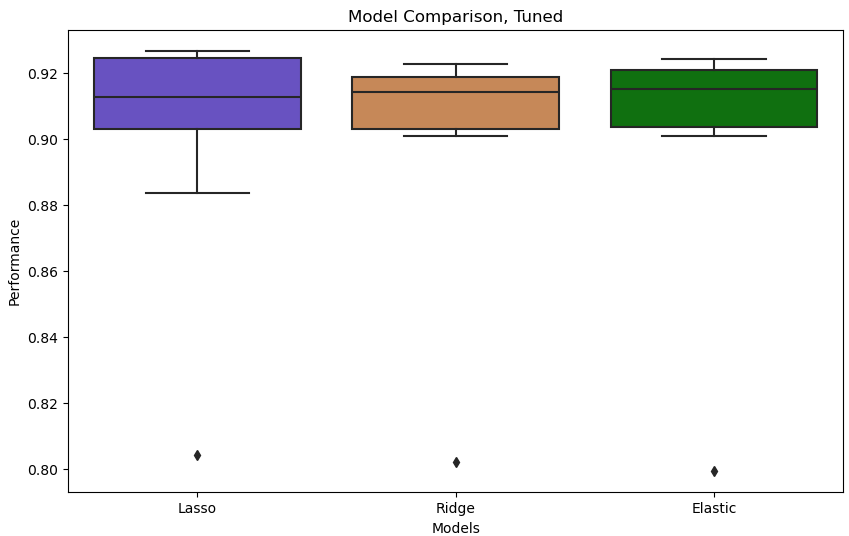 Model Comparison, Tuned
0.92
0.90
0.88
0.86
0.84
0.82
0.80
Performance
Lasso
Ridge
Elastic
Models